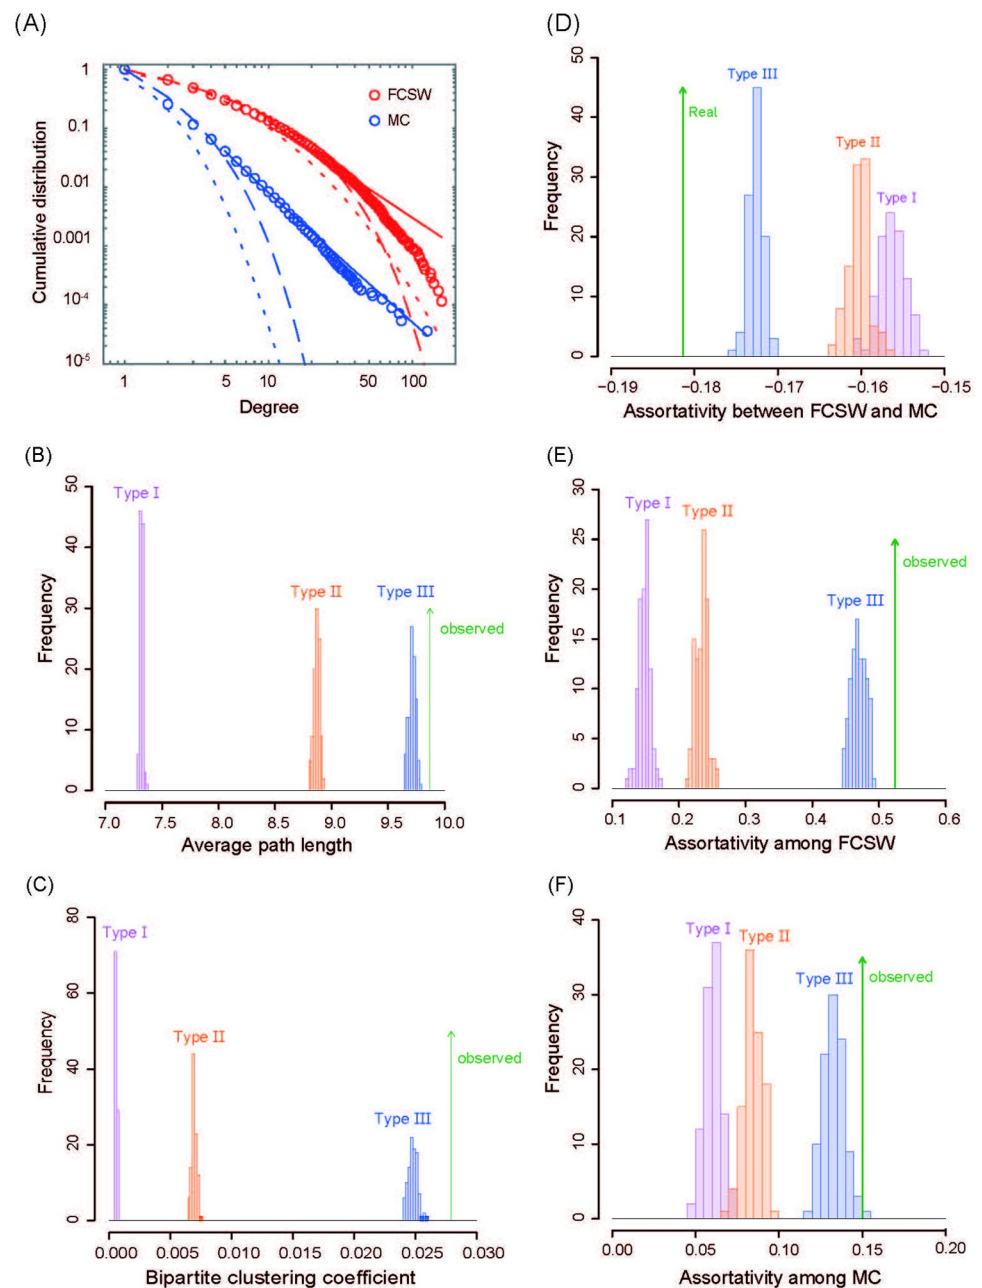 (A)
1
0.1
0.01
0.001
10-4
10-5
Cumulative distribution
FCSW
MC
1
5
10
50
100
Degree
(B)
50
40
30
20
10
0
Frequency
Type I
Type II
Type III
observed
7.0
7.5
8.0
8.5
9.0
9.5
10.0
Average path length
(C)
80
60
40
20
0
Frequency
Type I
Type II
Type III
observed
0.000
0.005
0.010
0.015
0.020
0.025
0.030
Bipartite clustering coefficient
(D)
50
40
30
20
10
0
Frequency
Real
Type III
Type II
Type I
−0.19
−0.18
−0.17
−0.16
−0.15
Assortativity between FCSW and MC
(E)
30
25
20
15
10
5
0
Frequency
Type I
Type II
Type III
observed
0.1
0.2
0.3
0.4
0.5
0.6
Assortativity among FCSW
(F)
40
30
20
10
0
Frequency
Type I
Type II
Type III
observed
0.00
0.05
0.10
0.15
0.20
Assortativity among MC